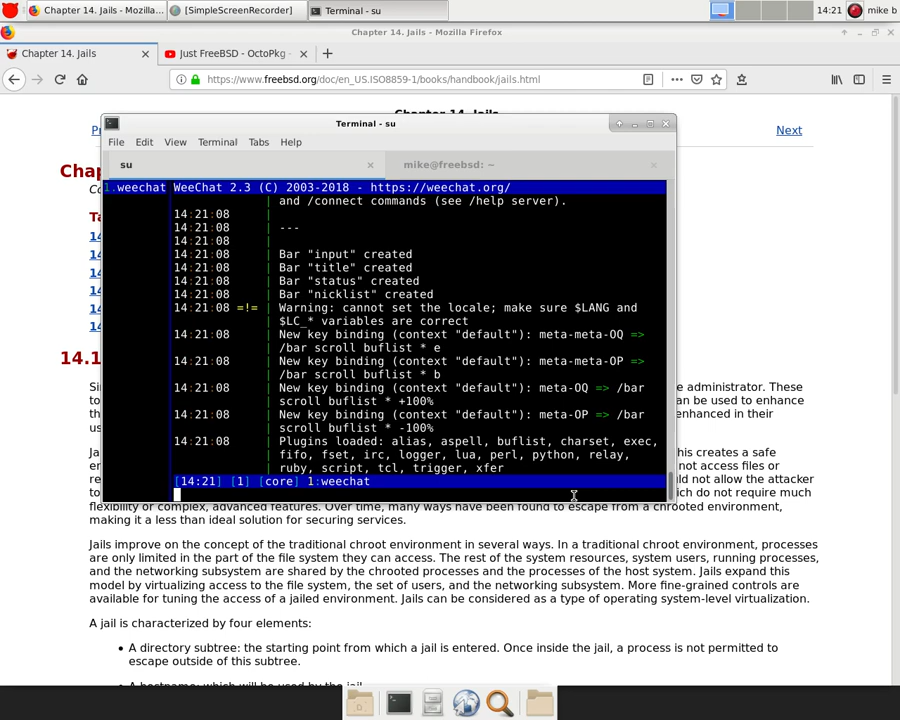 Chapter 14. Jails - Mozilla...
[SimpleScreenRecorder]
Terminal - su
14:21
mike b
Chapter 14. Jails - Mozilla Firefox
Chapter 14. Jails
Just FreeBSD - OctoPkg
https://www.freebsd.org/doc/en_US.ISO8859-1/books/handbook/jails.html
Next
Terminal - su
File Edit View Terminal Tabs Help
su
mike@freebsd: ~
1.weechat
WeeChat 2.3 (C) 2003-2018 - https://weechat.org/
| and /connect commands (see /help server).
14:21:08 |
14:21:08 | ---
14:21:08 |
14:21:08 | Bar "input" created
14:21:08 | Bar "title" created
14:21:08 | Bar "status" created
14:21:08 | Bar "nicklist" created
14:21:08 =!= | Warning: cannot set the locale; make sure $LANG and
| $LC_* variables are correct
14:21:08 | New key binding (context "default"): meta-meta-OQ =>
| /bar scroll buflist * e
14:21:08 | New key binding (context "default"): meta-meta-OP =>
| /bar scroll buflist * b
14:21:08 | New key binding (context "default"): meta-OQ => /bar
| scroll buflist * +100%
14:21:08 | New key binding (context "default"): meta-OP => /bar
| scroll buflist * -100%
14:21:08 | Plugins loaded: alias, aspell, buflist, charset, exec,
| fifo, fset, irc, logger, lua, perl, python, relay,
| ruby, script, tcl, trigger, xfer
[14:21] [1] [core] 1:weechat
14.1
e administrator. These
can be used to enhance
enhanced in their
this creates a safe
not access files or
uld not allow the attacker
which do not require much
flexibility or complex, advanced features. Over time, many ways have been found to escape from a chrooted environment,
making it a less than ideal solution for securing services.
Jails improve on the concept of the traditional chroot environment in several ways. In a traditional chroot environment, processes
are only limited in the part of the file system they can access. The rest of the system resources, system users, running processes,
and the networking subsystem are shared by the chrooted processes and the processes of the host system. Jails expand this
model by virtualizing access to the file system, the set of users, and the networking subsystem. More fine-grained controls are
available for tuning the access of a jailed environment. Jails can be considered as a type of operating system-level virtualization.
A jail is characterized by four elements:
• A directory subtree: the starting point from which a jail is entered. Once inside the jail, a process is not permitted to
escape outside of this subtree.